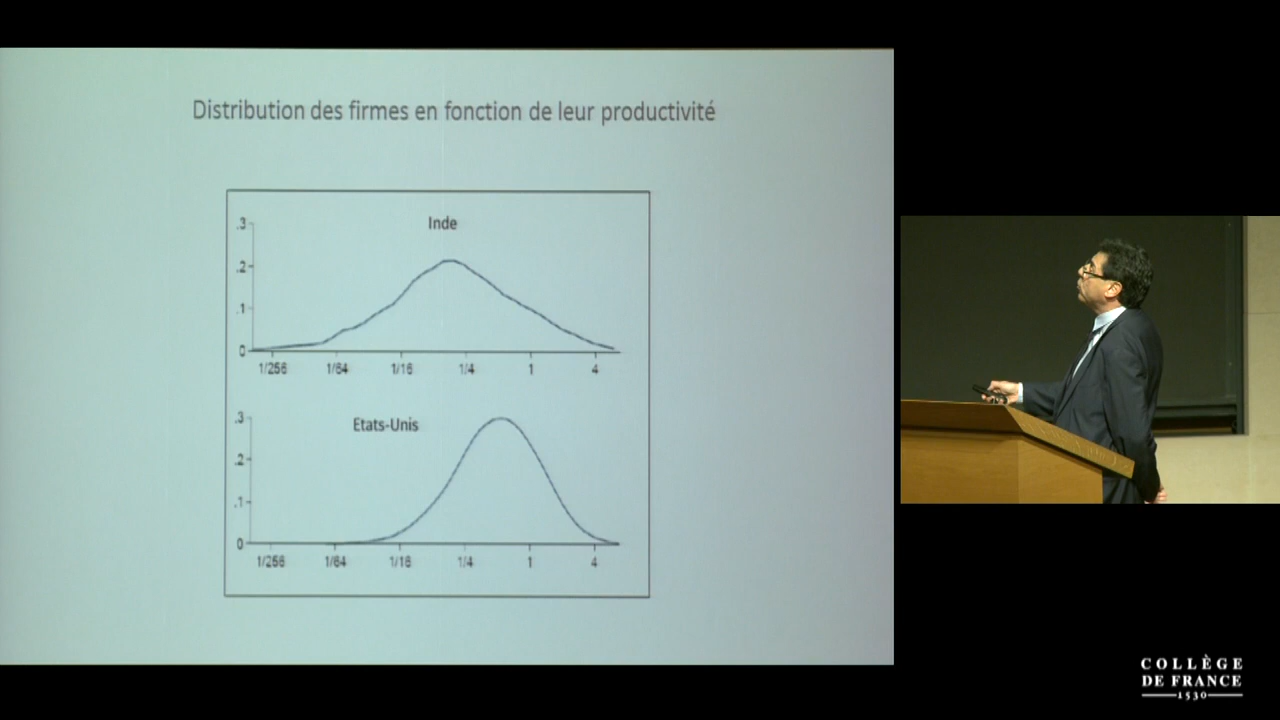 Distribution des firmes en fonction de leur productivité
Inde
.3
.2
.1
0
1/256 1/64 1/16 1/4 1 4
Etats-Unis
.3
.2
.1
0
1/256 1/64 1/16 1/4 1 4
COLLÈGE
DE FRANCE
1530